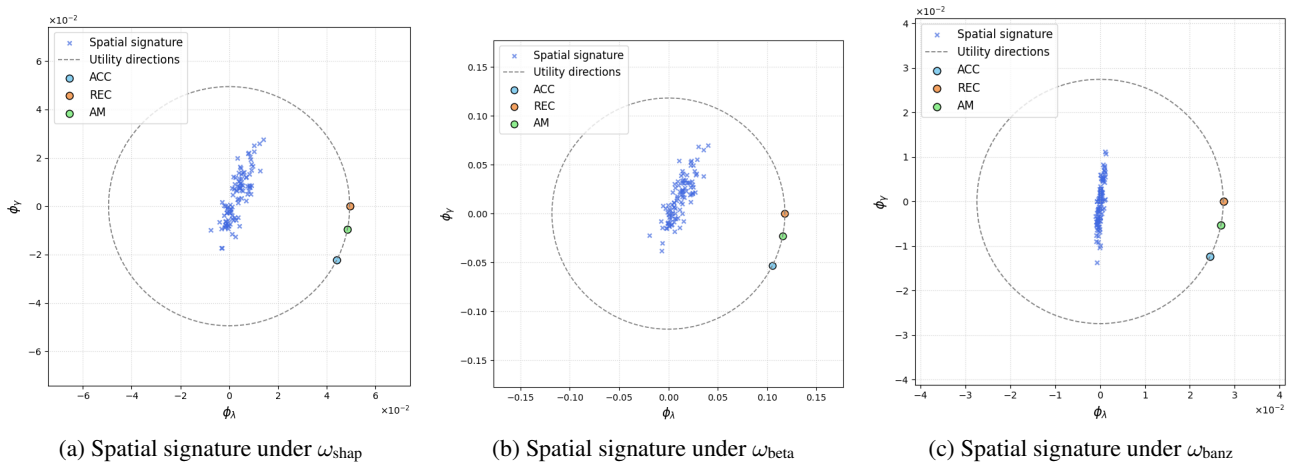 ×10⁻²
Spatial signature
Utility directions
ACC
REC
AM
6
4
2
0
−2
−4
−6
ϕγ
−6
−4
−2
0
2
4
6
×10⁻²
ϕλ
(a) Spatial signature under ωshap
Spatial signature
Utility directions
ACC
REC
AM
0.15
0.10
0.05
0.00
−0.05
−0.10
−0.15
ϕγ
−0.15
−0.10
−0.05
0.00
0.05
0.10
0.15
ϕλ
(b) Spatial signature under ωbeta
×10⁻²
Spatial signature
Utility directions
ACC
REC
AM
4
3
2
1
0
−1
−2
−3
−4
ϕγ
−4
−3
−2
−1
0
1
2
3
4
×10⁻²
ϕλ
(c) Spatial signature under ωbanz